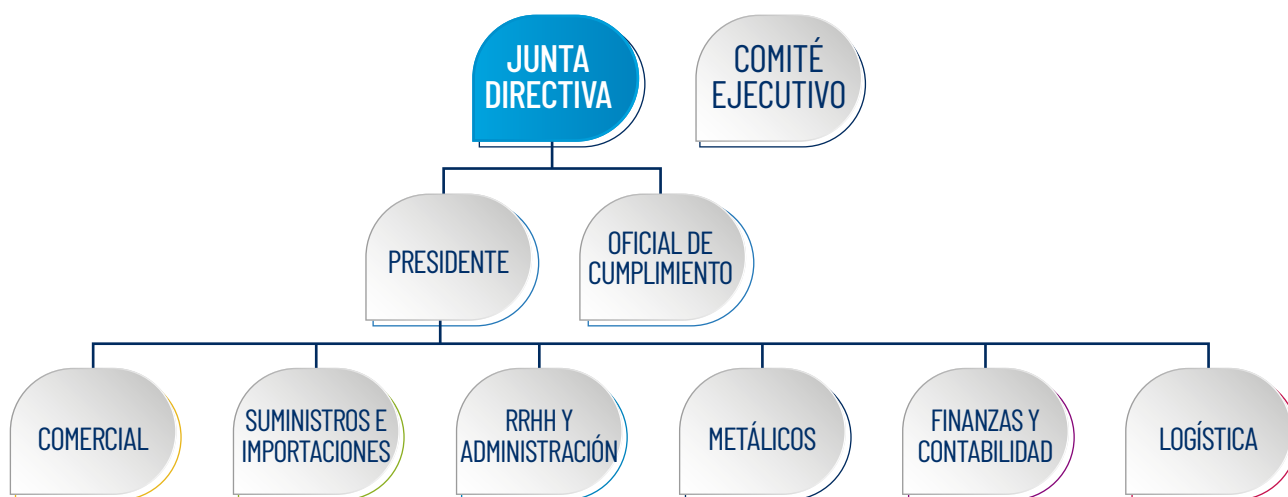 JUNTA
DIRECTIVA
COMITÉ
EJECUTIVO
PRESIDENTE
OFICIAL DE
CUMPLIMIENTO
COMERCIAL
SUMINISTROS E
IMPORTACIONES
RRHH Y
ADMINISTRACIÓN
METÁLICOS
FINANZAS Y
CONTABILIDAD
LOGÍSTICA